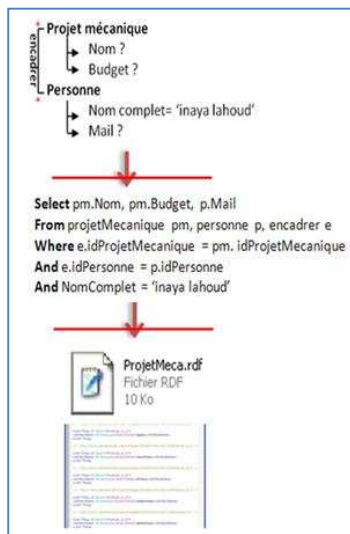 Projet mécanique
Nom ?
Budget ?
encadrer
Personne
Nom complet= ‘inaya lahoud’
Mail ?
Select pm.Nom, pm.Budget, p.Mail
From projetMecanique pm, personne p, encadrer e
Where e.idProjetMecanique = pm. idProjetMecanique
And e.idPersonne = p.idPersonne
And NomComplet = ‘inaya lahoud’
ProjetMeca.rdf
Fichier RDF
10 Ko